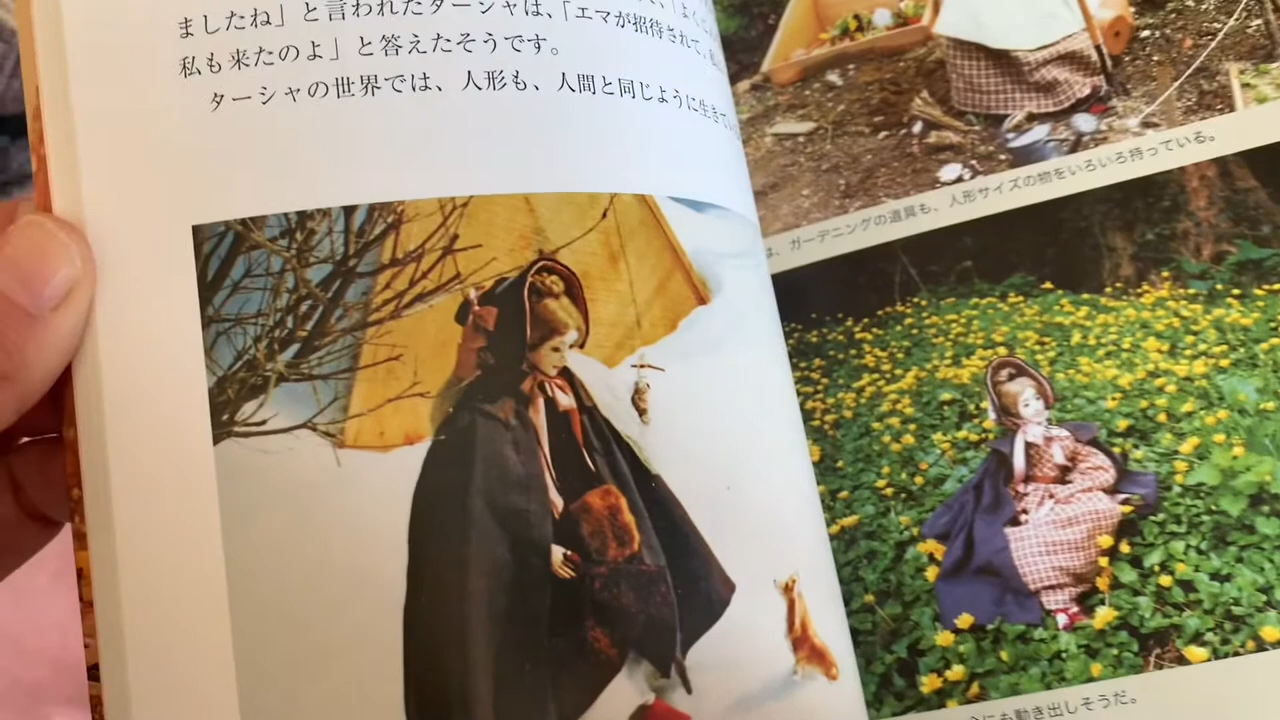 ましたね」と言われたターシャは、「エマが招待されて、
私も来たのよ」と答えたそうです。
ターシャの世界では、人形も、人間と同じように生きて
は、ガーデニングの道具も、人形サイズの物をいろいろ持っている。
にも動き出しそうだ。